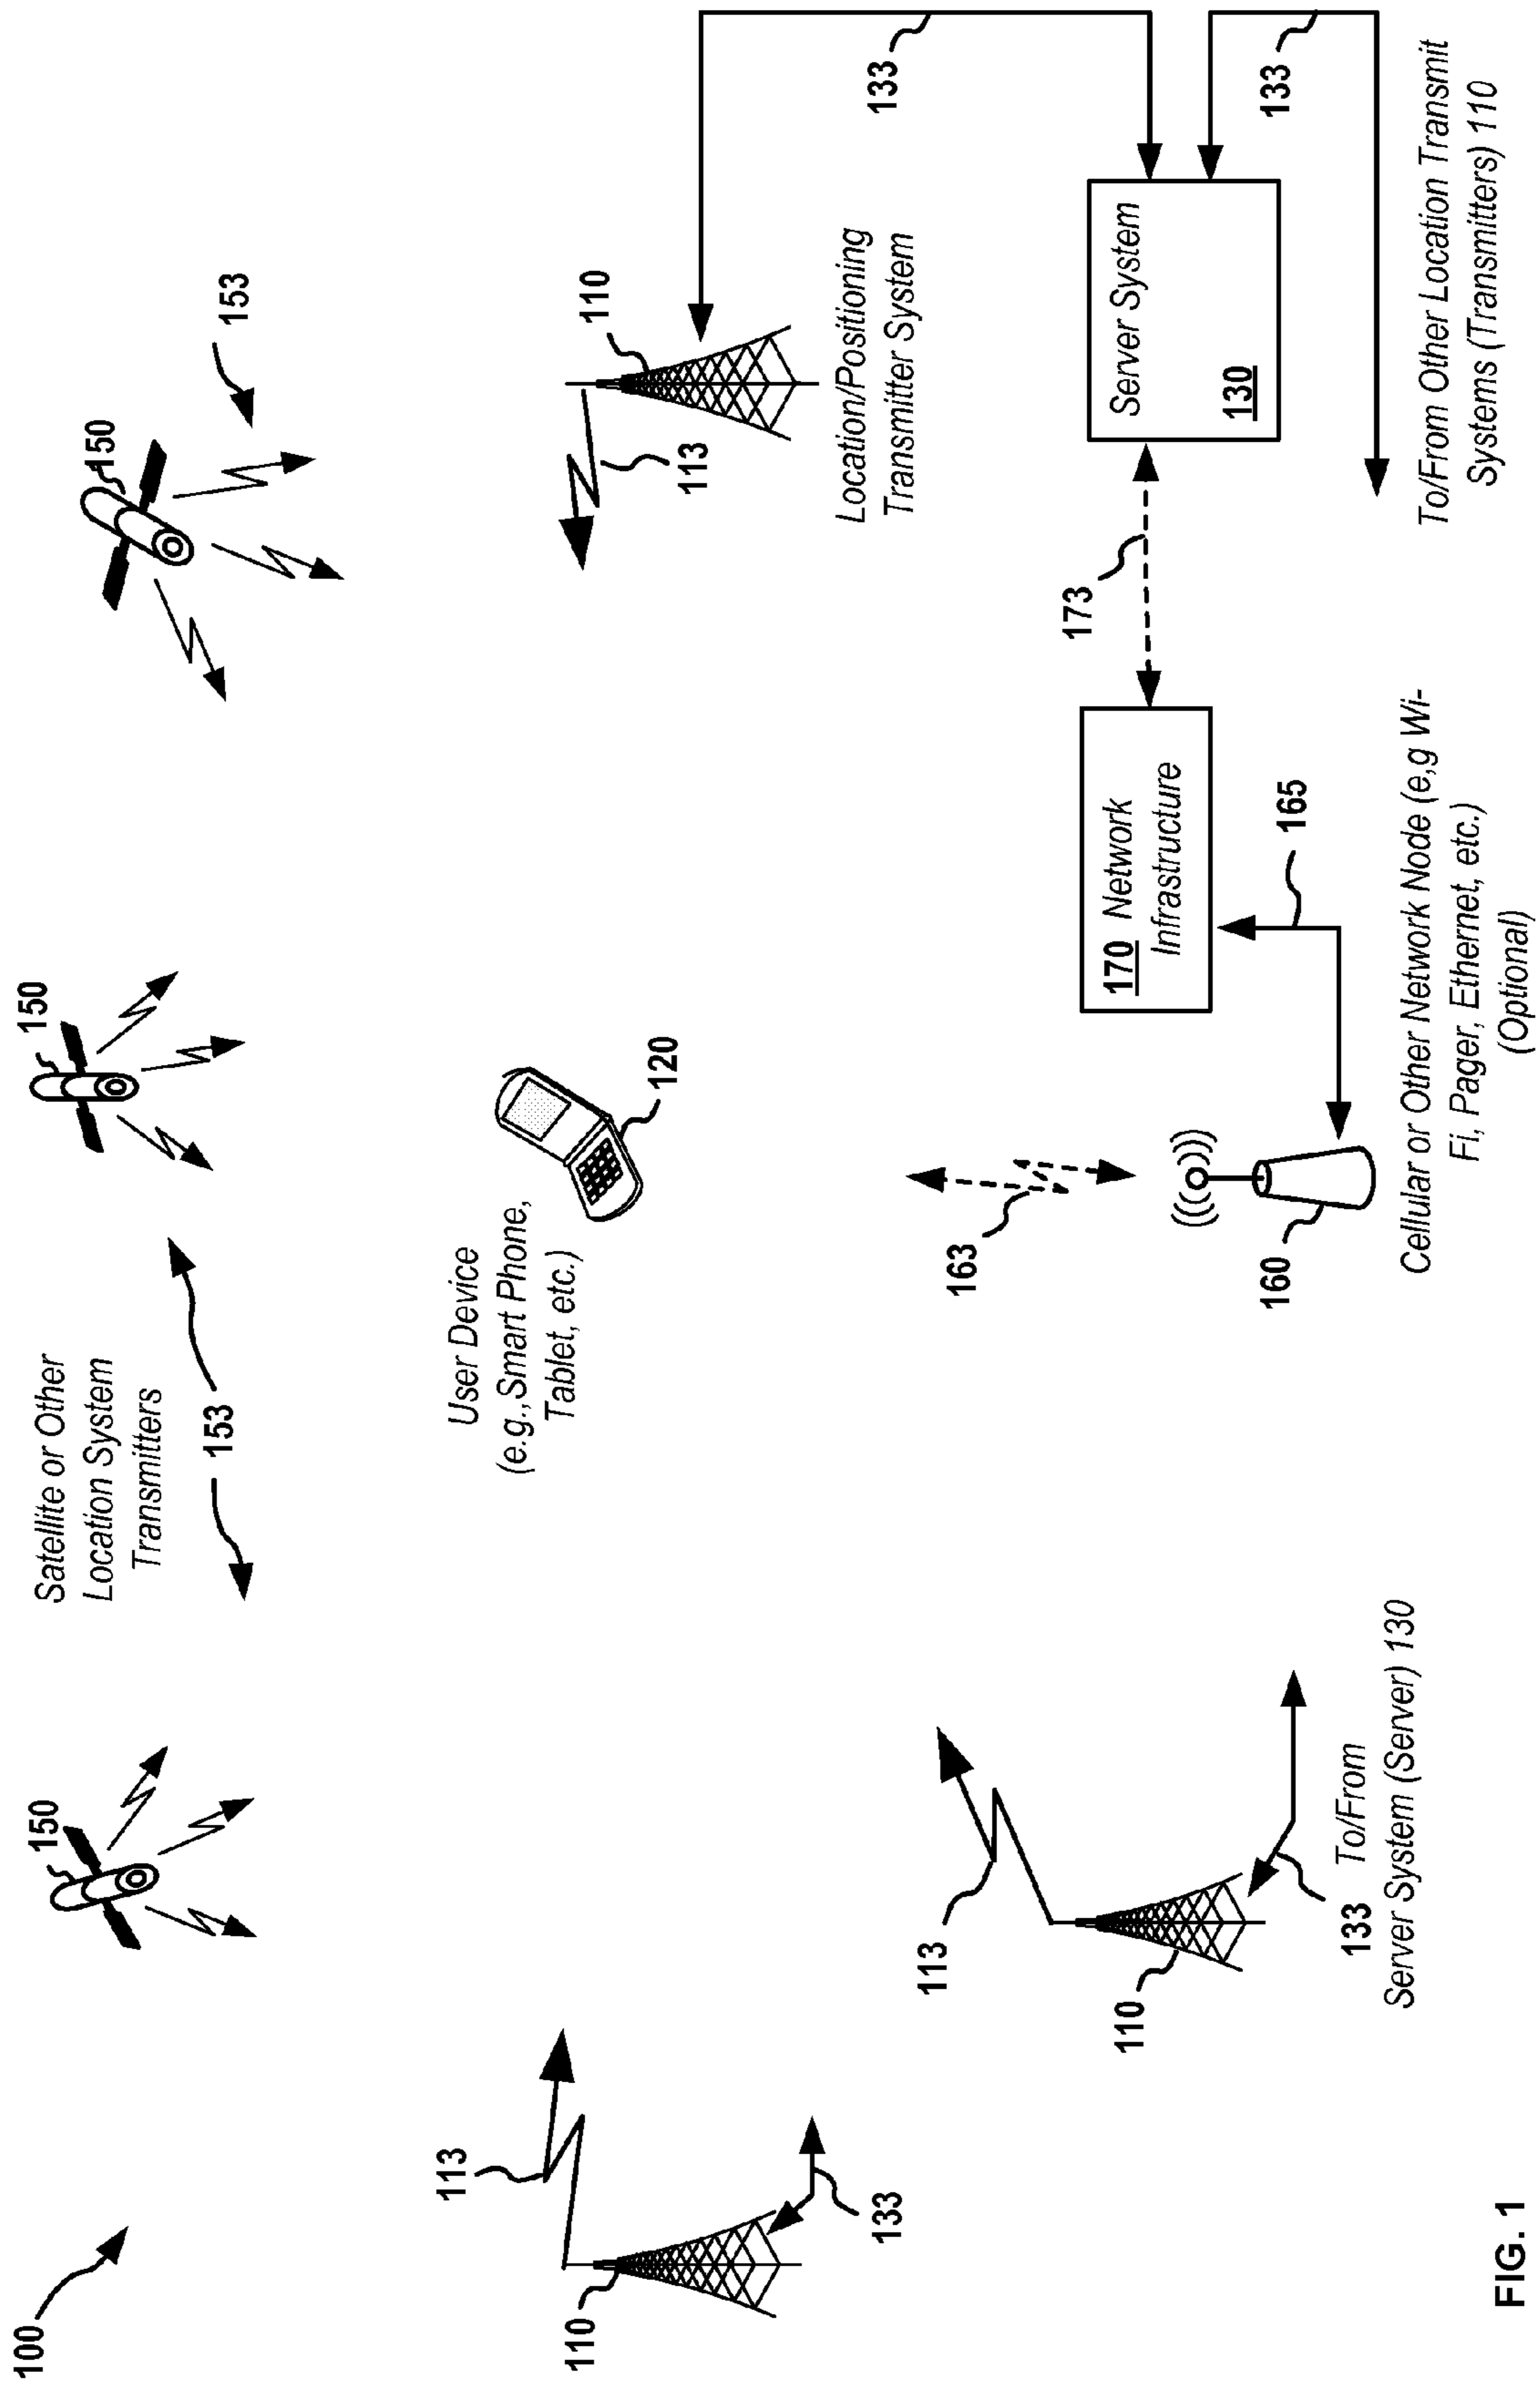 100
150
150
150
Satellite or Other
Location System
Transmitters
153
153
User Device
(e.g.,Smart Phone,
Tablet, etc.)
120
113
110
133
113
110
133
To/From
Server System (Server) 130
110
113
Location/Positioning
Transmitter System
133
163
160
Cellular or Other Network Node (e,g Wi-
Fi, Pager, Ethernet, etc.)
(Optional)
165
170 Network
Infrastructure
173
Server System
130
133
To/From Other Location Transmit
Systems (Transmitters) 110
FIG. 1